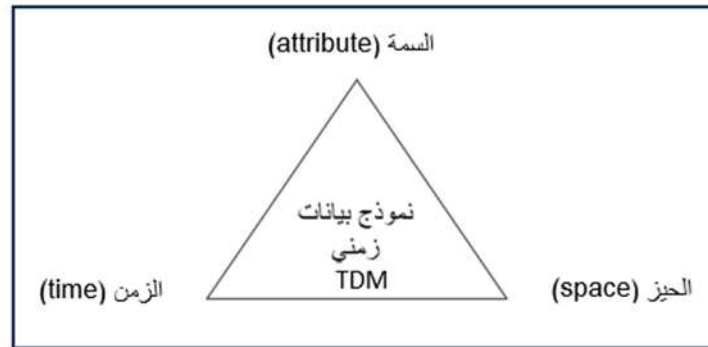 السمة (attribute)
نموذج بيانات
زمني
TDM
الحيز (space)
الزمن (time)